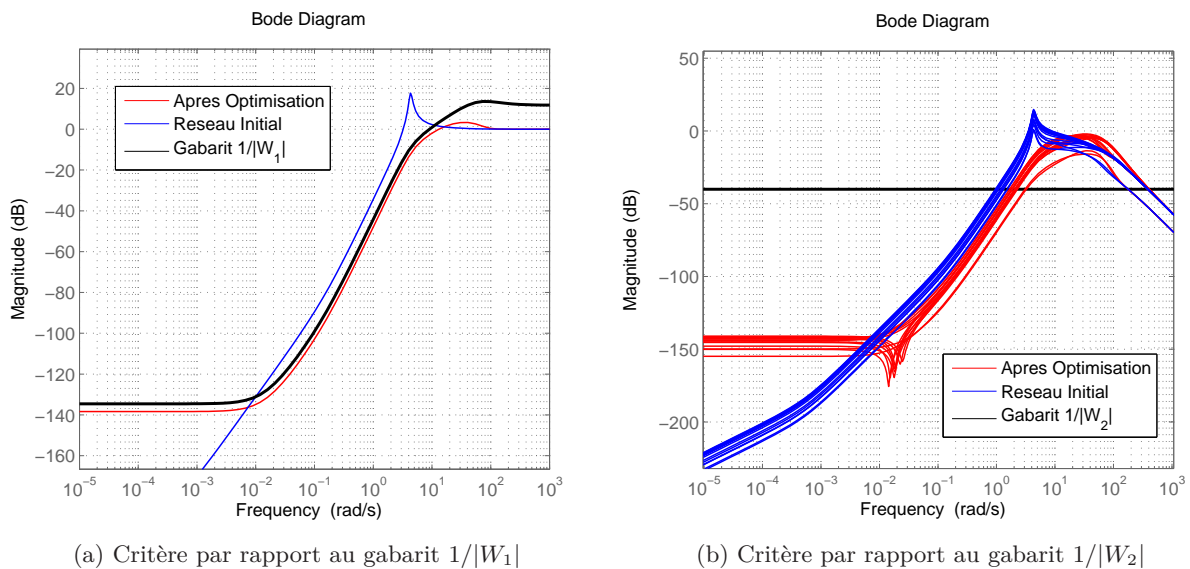 Bode Diagram
20
0
−20
−40
−60
−80
−100
−120
−140
−160
Magnitude (dB)
Apres Optimisation
Reseau Initial
Gabarit 1/|W_1|
10^−5 10^−4 10^−3 10^−2 10^−1 10^0 10^1 10^2 10^3
Frequency (rad/s)
(a) Critère par rapport au gabarit 1/|W_1|
Bode Diagram
50
0
−50
−100
−150
−200
Magnitude (dB)
Apres Optimisation
Reseau Initial
Gabarit 1/|W_2|
10^−5 10^−4 10^−3 10^−2 10^−1 10^0 10^1 10^2 10^3
Frequency (rad/s)
(b) Critère par rapport au gabarit 1/|W_2|